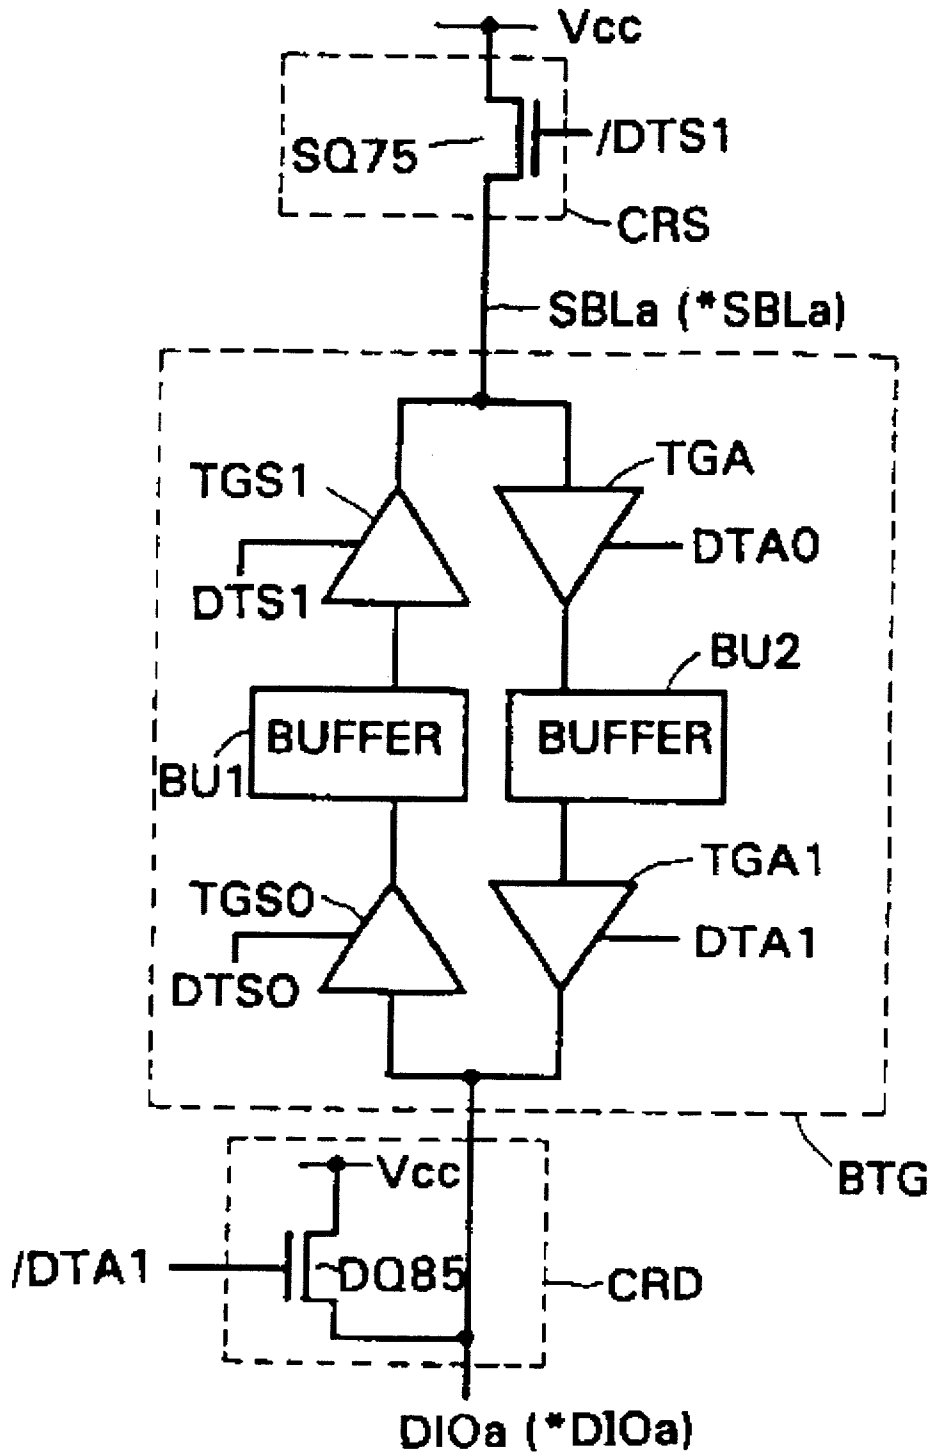 Vcc
SQ75
/DTS1
CRS
SBLa (*SBLa)
TGS1
TGA
DTS1
DTA0
BU2
BUFFER
BUFFER
BU1
TGS0
TGA1
DTS0
DTA1
BTG
Vcc
/DTA1
DQ85
CRD
DIOa (*DIOa)